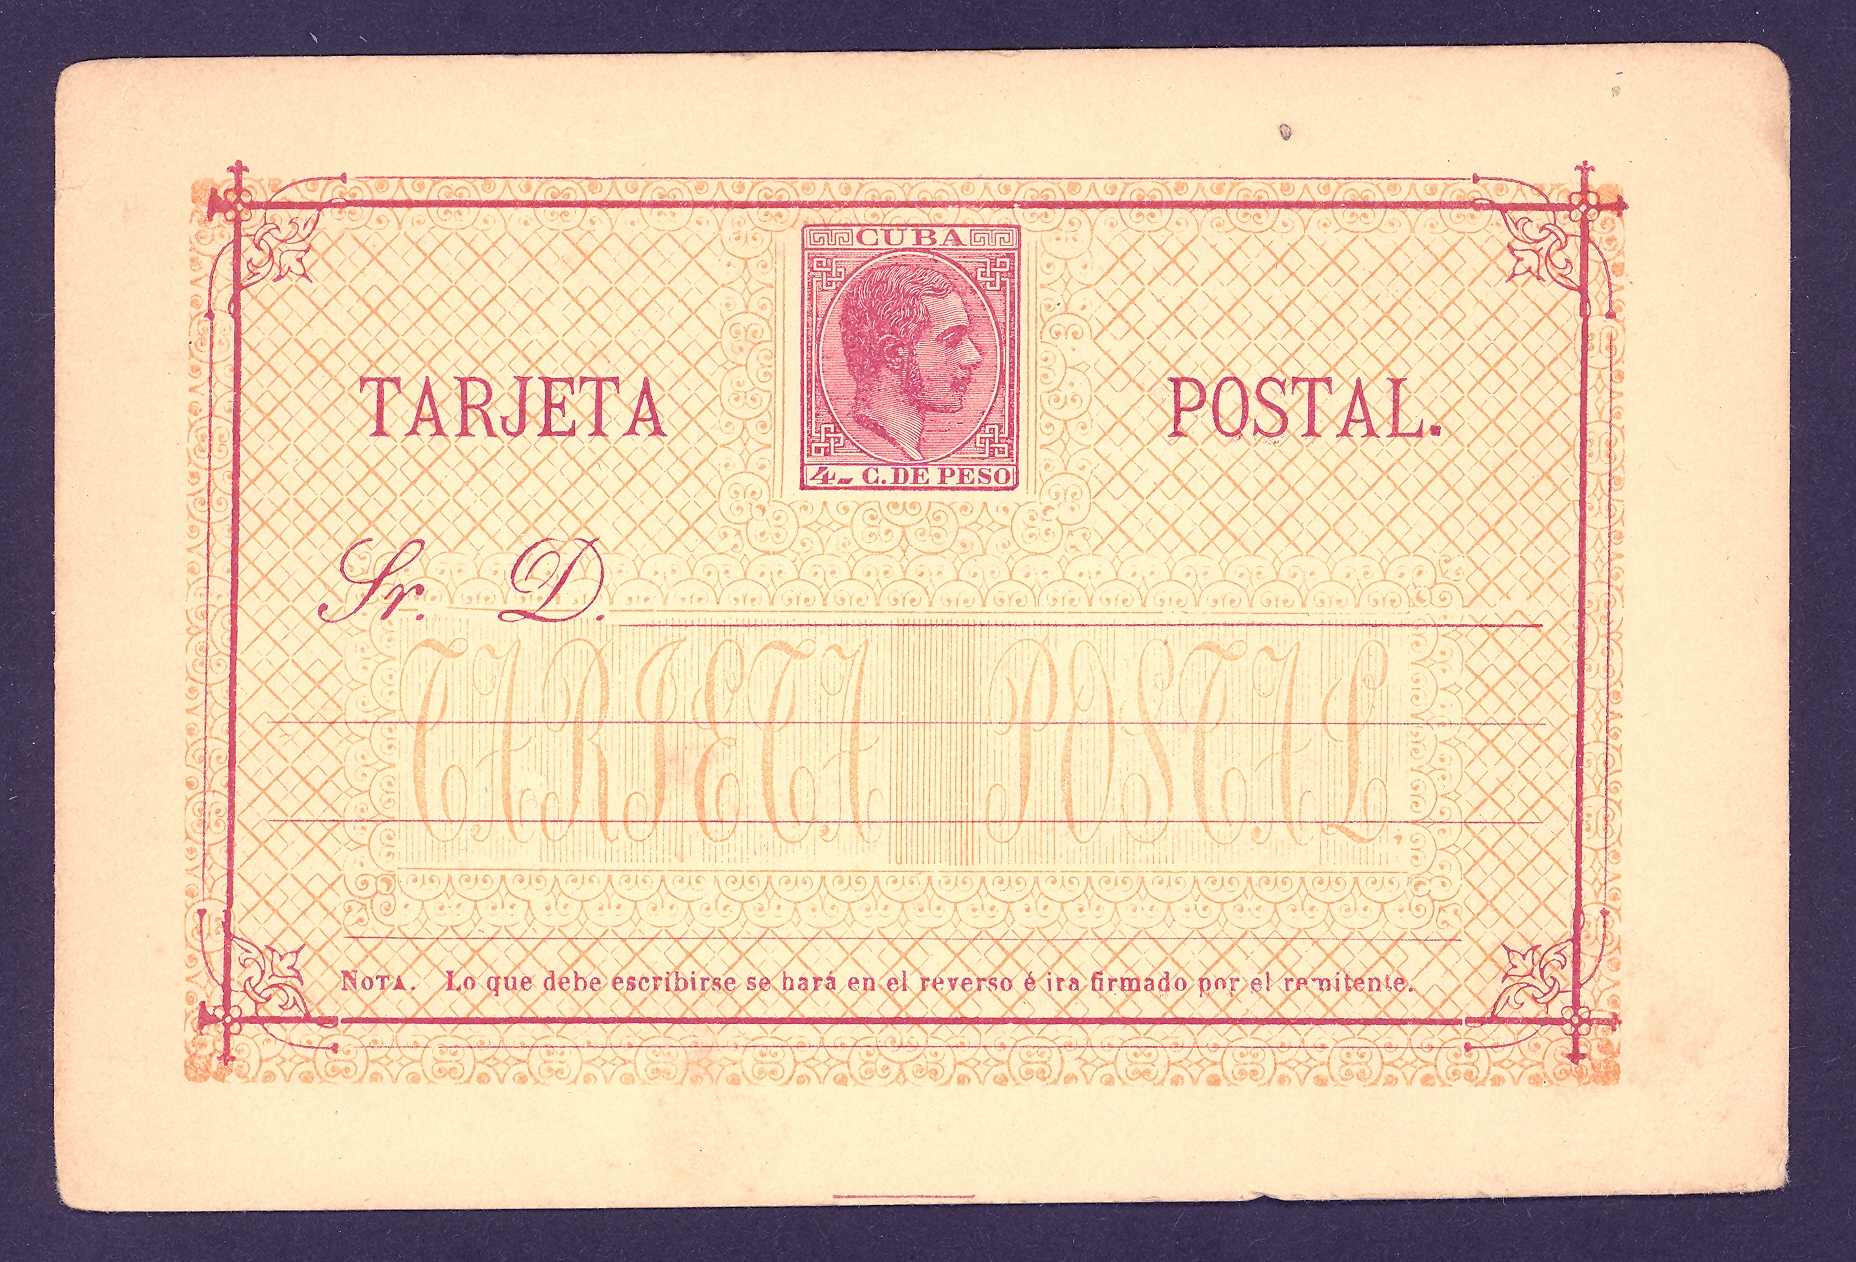 CUBA
TARJETA POSTAL.
4- C. DE PESO
Sr. D.
TARJETA POSTAL
NOTA. Lo que debe escribirse se hará en el reverso é ira firmado por el remitente.